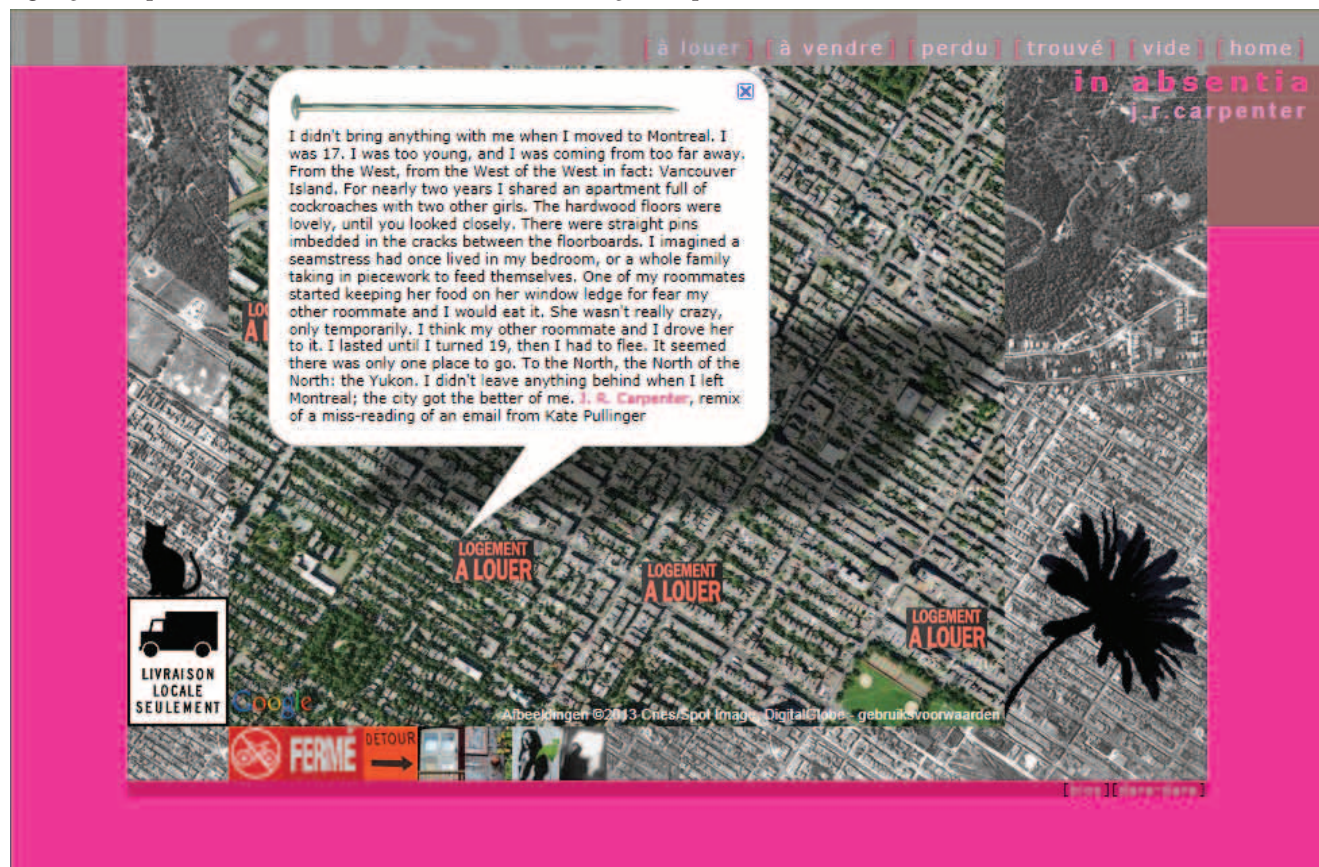 in absentia
[à louer] [à vendre] [perdu] [trouvé] [vide] [home]
in absentia
j.r.carpenter
I didn't bring anything with me when I moved to Montreal. I
was 17. I was too young, and I was coming from too far away.
From the West, from the West of the West in fact: Vancouver
Island. For nearly two years I shared an apartment full of
cockroaches with two other girls. The hardwood floors were
lovely, until you looked closely. There were straight pins
imbedded in the cracks between the floorboards. I imagined a
seamstress had once lived in my bedroom, or a whole family
taking in piecework to feed themselves. One of my roommates
started keeping her food on her window ledge for fear my
other roommate and I would eat it. She wasn't really crazy,
only temporarily. I think my other roommate and I drove her
to it. I lasted until I turned 19, then I had to flee. It seemed
there was only one place to go. To the North, the North of the
North: the Yukon. I didn't leave anything behind when I left
Montreal; the city got the better of me. J. R. Carpenter, remix
of a miss-reading of an email from Kate Pullinger
LOGEMENT
A LOUER
LOGEMENT
A LOUER
LOGEMENT
A LOUER
LIVRAISON
LOCALE
SEULEMENT
Google
Afbeeldingen ©2013 Cnes/Spot Image, DigitalGlobe - gebruiksvoorwaarden
FERMÉ
DETOUR